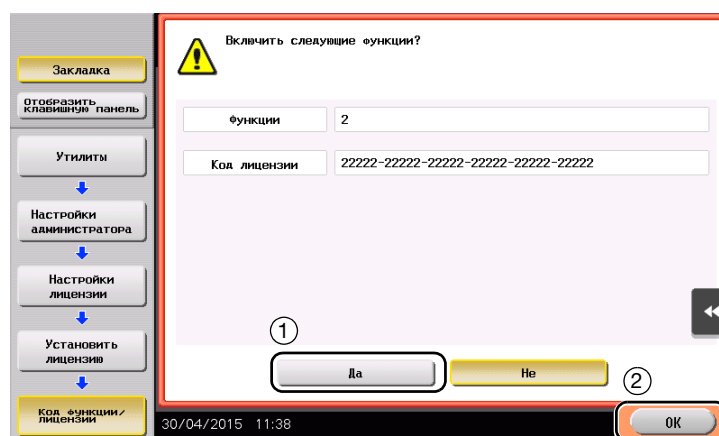 Закладка
Отобразить
клавишную панель
Утилиты
Настройки
администратора
Настройки
лицензии
Установить
лицензию
Код функции/
лицензии
Включить следующие функции?
Функции
2
Код лицензии
22222-22222-22222-22222-22222-22222
1
Да
Не
2
30/04/2015 11:38
OK